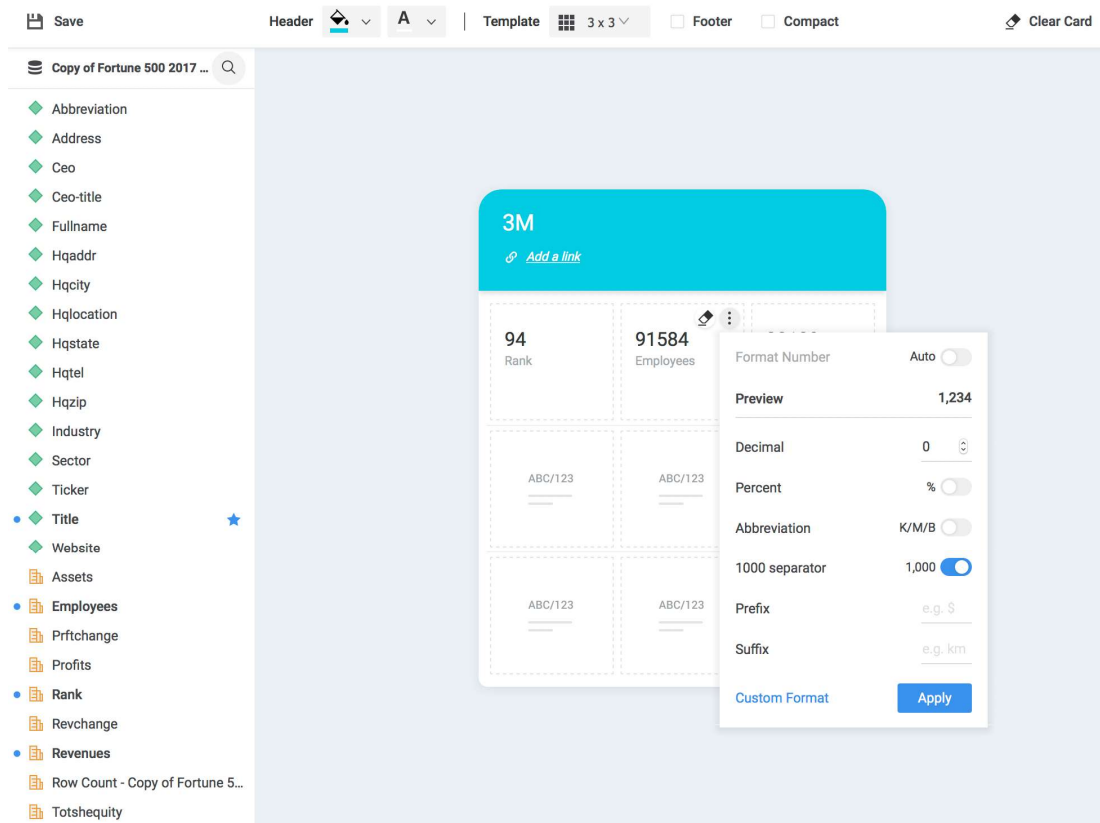 Save
Header A Template 3 x 3 Footer Compact Clear Card
Copy of Fortune 500 2017 ...
Abbreviation
Address
Ceo
Ceo-title
Fullname
Hqaddr
Hqcity
Hqlocation
Hqstate
Hqtel
Hqzip
Industry
Sector
Ticker
Title
Website
Assets
Employees
Prftchange
Profits
Rank
Revchange
Revenues
Row Count - Copy of Fortune 5...
Totshequity
3M
Add a link
94
Rank
91584
Employees
ABC/123
ABC/123
ABC/123
ABC/123
Format Number Auto
Preview 1,234
Decimal 0
Percent %
Abbreviation K/M/B
1000 separator 1,000
Prefix e.g. $
Suffix e.g. km
Custom Format Apply